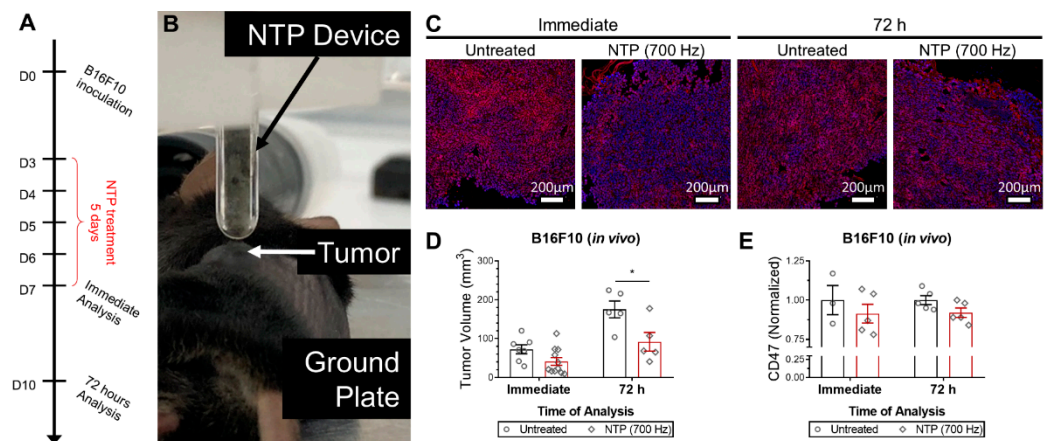 A
D0
B16F10
inoculation
D3
D4
D5
D6
D7
NTP treatment
5 days
Immediate
Analysis
D10
72 hours
Analysis
B
NTP Device
Tumor
Ground
Plate
C
Immediate
72 h
Untreated
NTP (700 Hz)
Untreated
NTP (700 Hz)
200μm
200μm
200μm
200μm
D
B16F10 (in vivo)
Tumor Volume (mm³)
300
200
100
0
*
Immediate
72 h
Time of Analysis
Untreated
NTP (700 Hz)
E
B16F10 (in vivo)
CD47 (Normalized)
1.25
1.00
0.75
0.25
0.00
Immediate
72 h
Time of Analysis
Untreated
NTP (700 Hz)